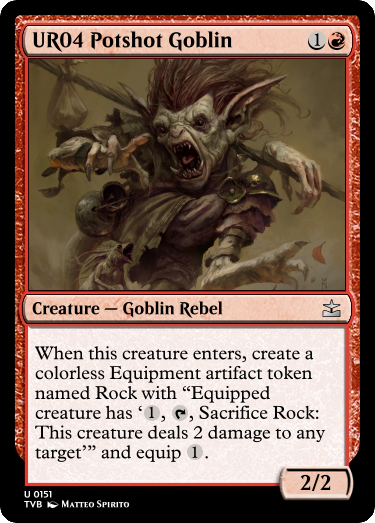 UR04 Potshot Goblin 1
Creature — Goblin Rebel
When this creature enters, create a
colorless Equipment artifact token
named Rock with “Equipped
creature has ‘1, , Sacrifice Rock:
This creature deals 2 damage to any
target’” and equip 1.
2/2
U 0151
TVB Matteo Spirito